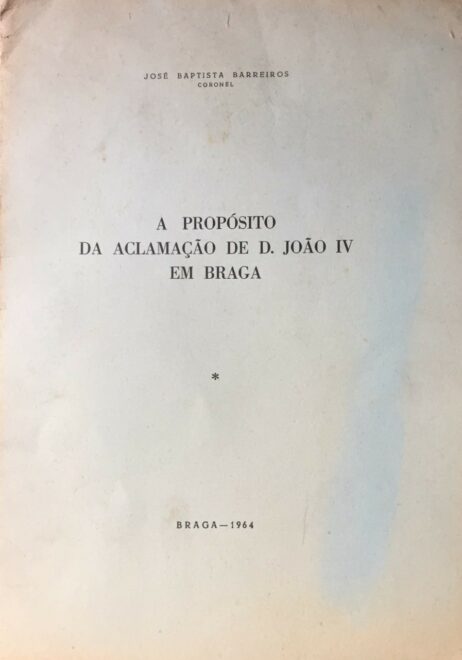 JOSÉ BAPTISTA BARREIROS
CORONEL
A PROPÓSITO
DA ACLAMAÇÃO DE D. JOÃO IV
EM BRAGA
*
BRAGA—1964